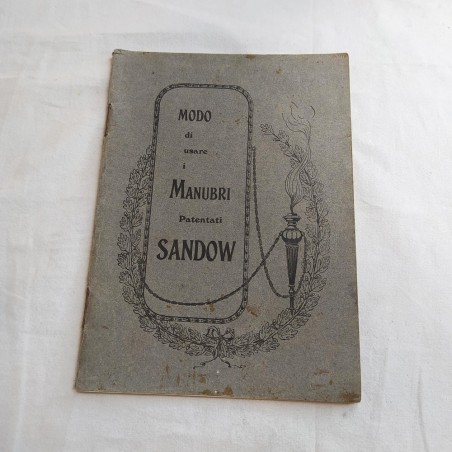 MODO
di
usare
i
MANUBRI
Patentati
SANDOW